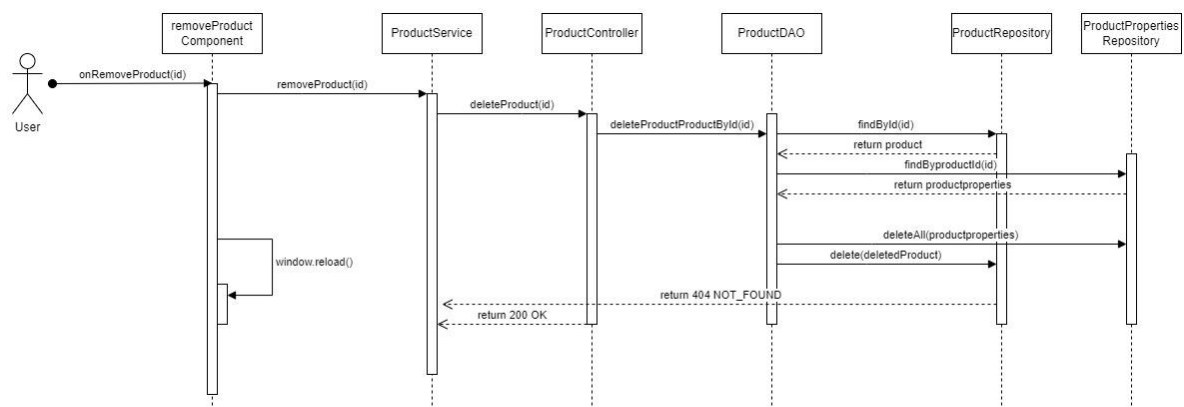 removeProduct
Component
ProductService
ProductController
ProductDAO
ProductRepository
ProductProperties
Repository
User
onRemoveProduct(id)
removeProduct(id)
deleteProduct(id)
deleteProductProductById(id)
findById(id)
return product
findByproductId(id)
return productproperties
deleteAll(productproperties)
delete(deletedProduct)
window.reload()
return 404 NOT_FOUND
return 200 OK